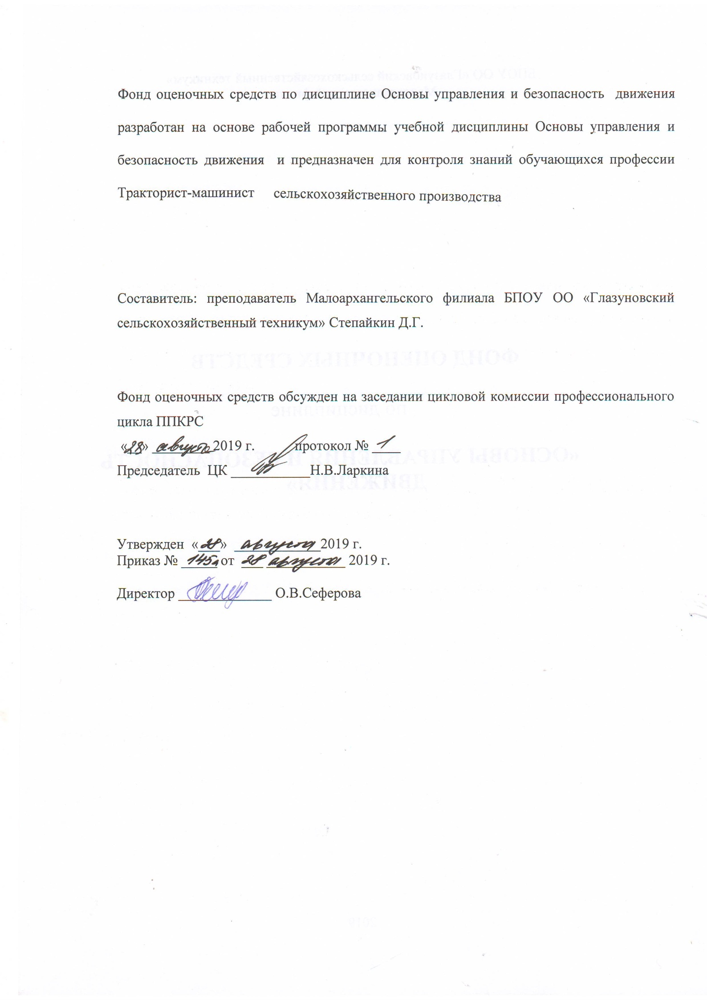 Фонд оценочных средств по дисциплине Основы управления и безопасность движения
разработан на основе рабочей программы учебной дисциплины Основы управления и
безопасность движения и предназначен для контроля знаний обучающихся профессии
Тракторист-машинист сельскохозяйственного производства
Составитель: преподаватель Малоархангельского филиала БПОУ ОО «Глазуновский
сельскохозяйственный техникум» Степайкин Д.Г.
Фонд оценочных средств обсужден на заседании цикловой комиссии профессионального
цикла ППКРС
«28» августа 2019 г. протокол № 1
Председатель ЦК ___________Н.В.Ларкина
Утвержден «28» августа 2019 г.
Приказ № 145а от 28 августа 2019 г.
Директор _____________ О.В.Сеферова